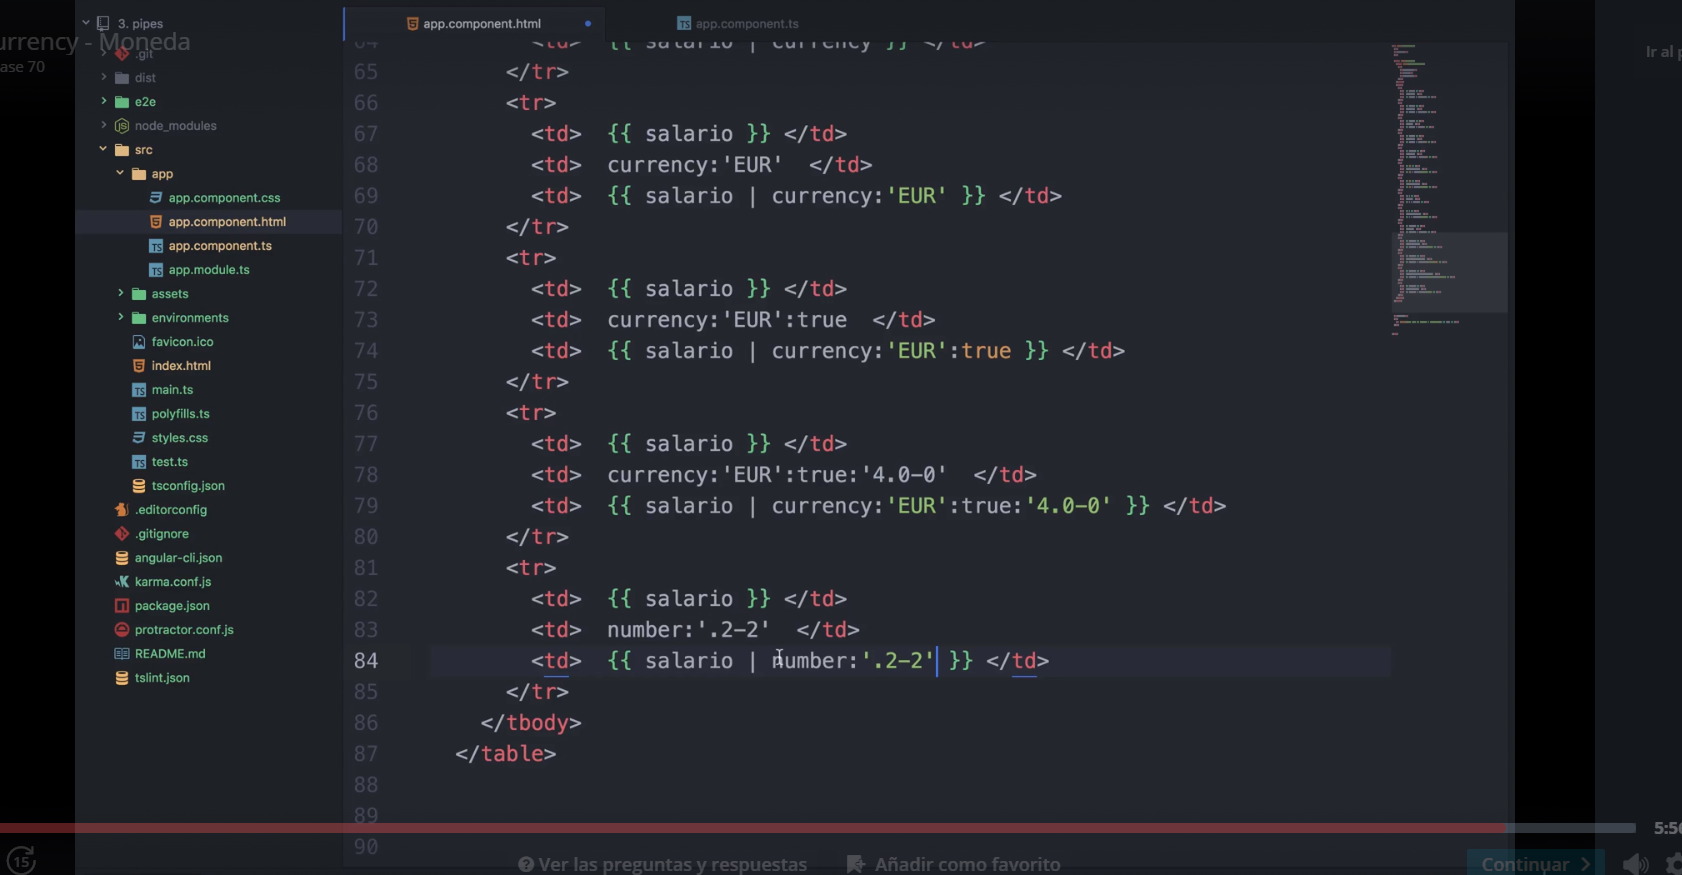 3. pipes
urrency - Moneda
ase 70
.git
dist
e2e
node_modules
src
app
app.component.css
app.component.html
app.component.ts
app.module.ts
assets
environments
favicon.ico
index.html
main.ts
polyfills.ts
styles.css
test.ts
tsconfig.json
.editorconfig
.gitignore
angular-cli.json
karma.conf.js
package.json
protractor.conf.js
README.md
tslint.json
app.component.html
app.component.ts
Ir al p
64 <td> {{ salario | currency }} </td>
65 </tr>
66 <tr>
67 <td> {{ salario }} </td>
68 <td> currency:'EUR' </td>
69 <td> {{ salario | currency:'EUR' }} </td>
70 </tr>
71 <tr>
72 <td> {{ salario }} </td>
73 <td> currency:'EUR':true </td>
74 <td> {{ salario | currency:'EUR':true }} </td>
75 </tr>
76 <tr>
77 <td> {{ salario }} </td>
78 <td> currency:'EUR':true:'4.0-0' </td>
79 <td> {{ salario | currency:'EUR':true:'4.0-0' }} </td>
80 </tr>
81 <tr>
82 <td> {{ salario }} </td>
83 <td> number:'.2-2' </td>
84 <td> {{ salario | number:'.2-2' }} </td>
85 </tr>
86 </tbody>
87 </table>
88
89
90
5:56
15
Ver las preguntas y respuestas
Añadir como favorito
Continuar